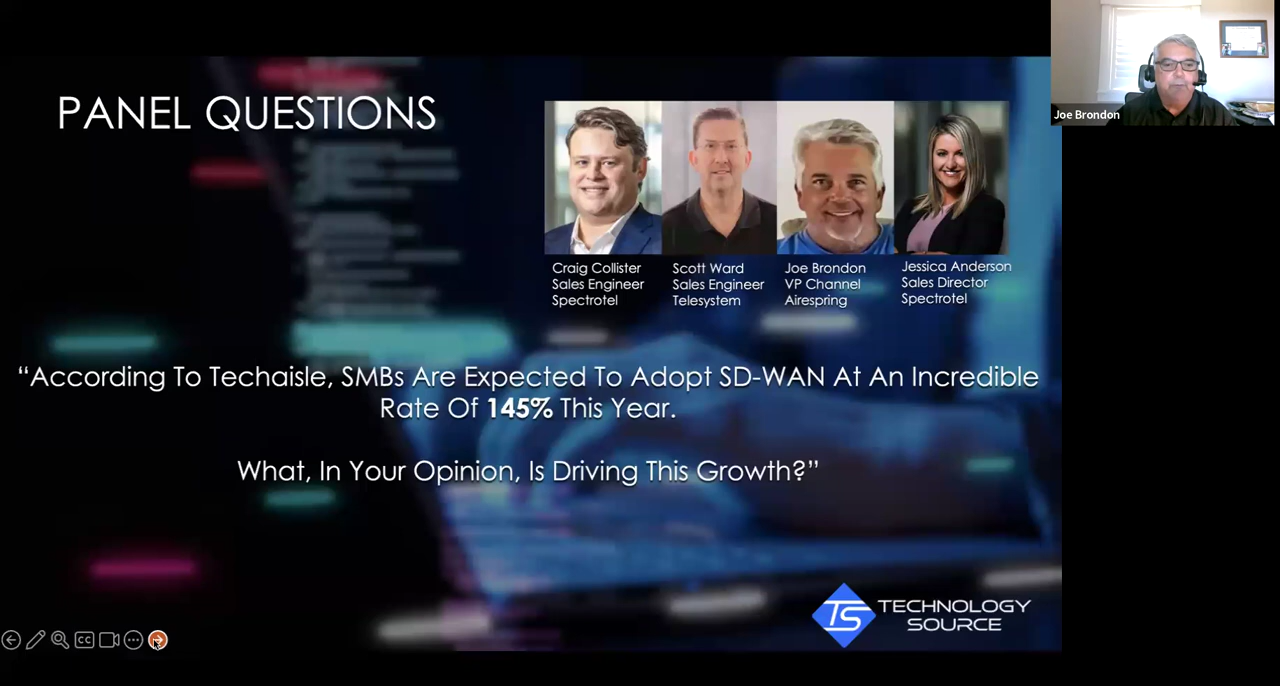 PANEL QUESTIONS
Craig Collister
Sales Engineer
Spectrotel
Scott Ward
Sales Engineer
Telesystem
Joe Brondon
VP Channel
Airespring
Jessica Anderson
Sales Director
Spectrotel
“According To Techaisle, SMBs Are Expected To Adopt SD-WAN At An Incredible
Rate Of 145% This Year.
What, In Your Opinion, Is Driving This Growth?”
TS TECHNOLOGY
SOURCE
CC
Joe Brondon